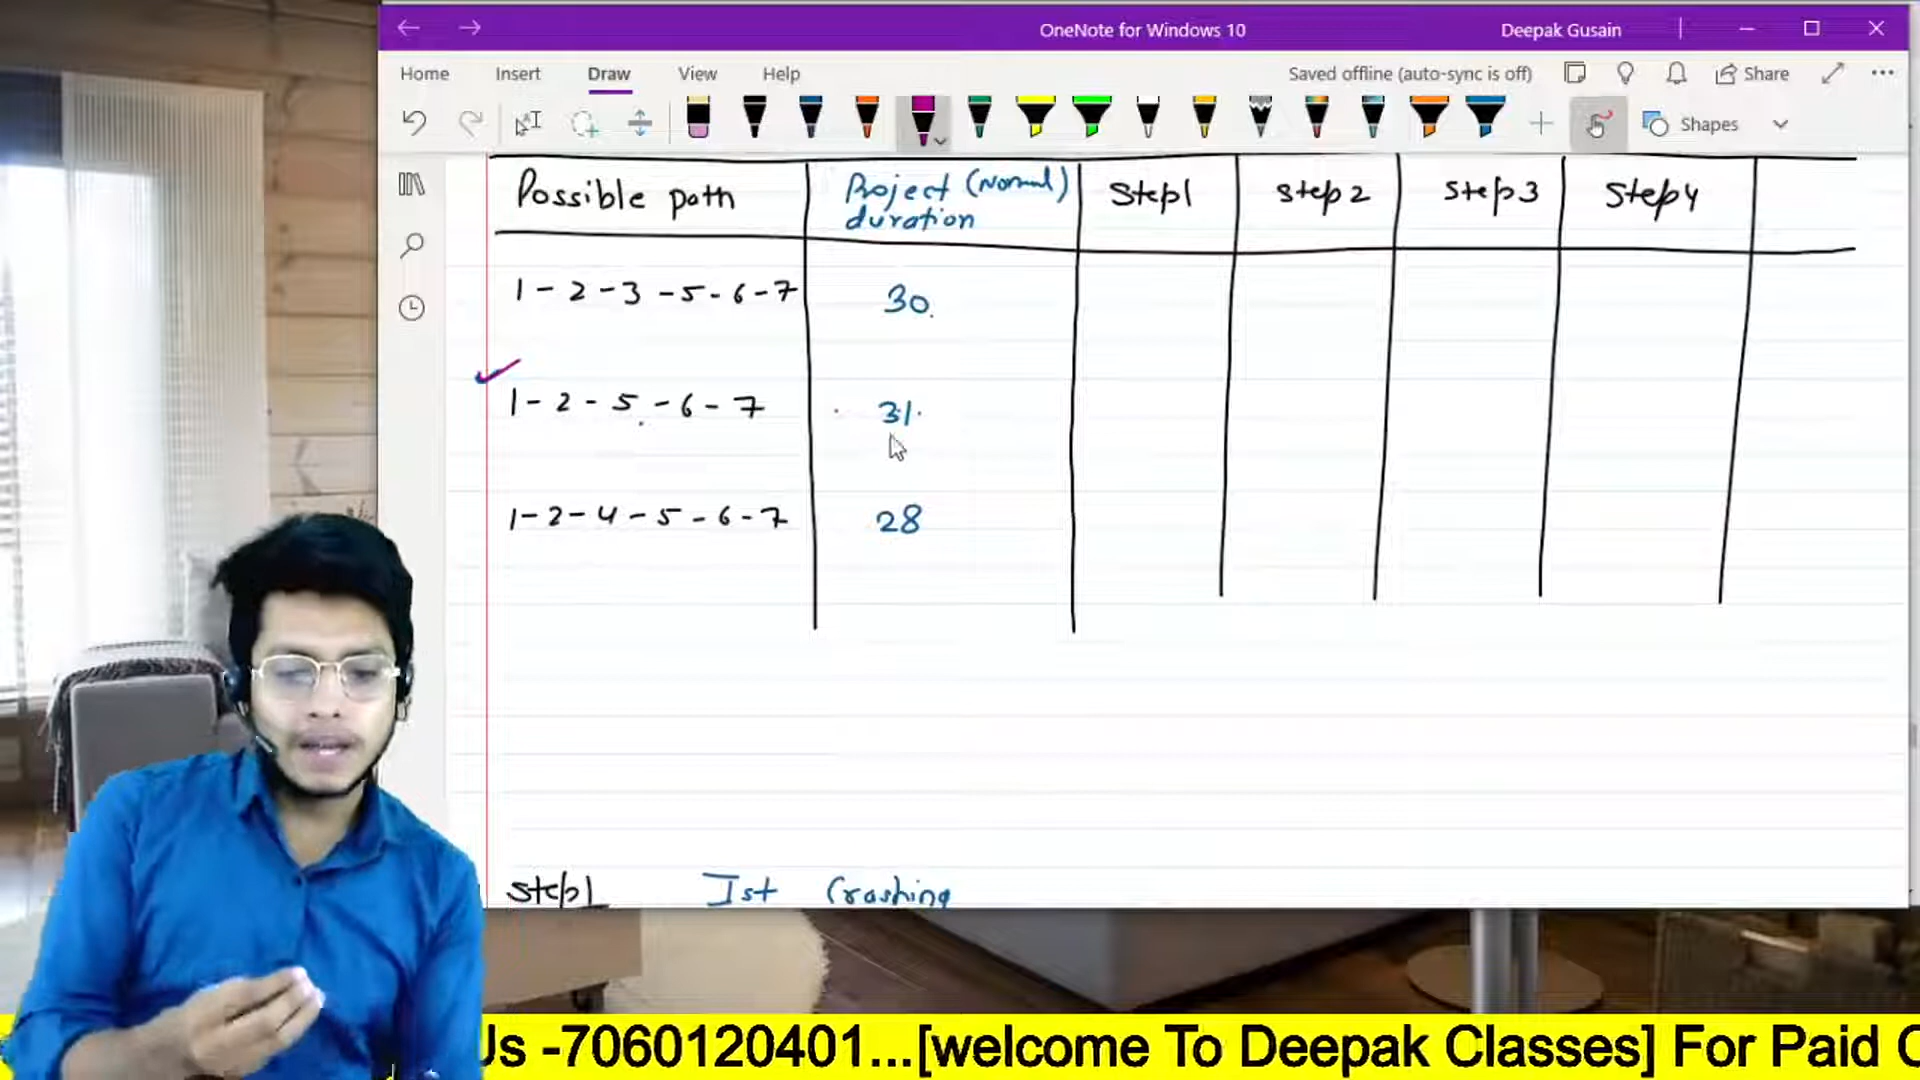 OneNote for Windows 10
Deepak Gusain
Home Insert Draw View Help
Saved offline (auto-sync is off)
Share
Shapes
Possible path
Project (Normal) duration
Step1
Step2
Step3
Step4
1 - 2 - 3 - 5 - 6 - 7
30.
1 - 2 - 5 - 6 - 7
31.
1 - 2 - 4 - 5 - 6 - 7
28
Step1 Ist Crashing
Us -7060120401...[welcome To Deepak Classes] For Paid C